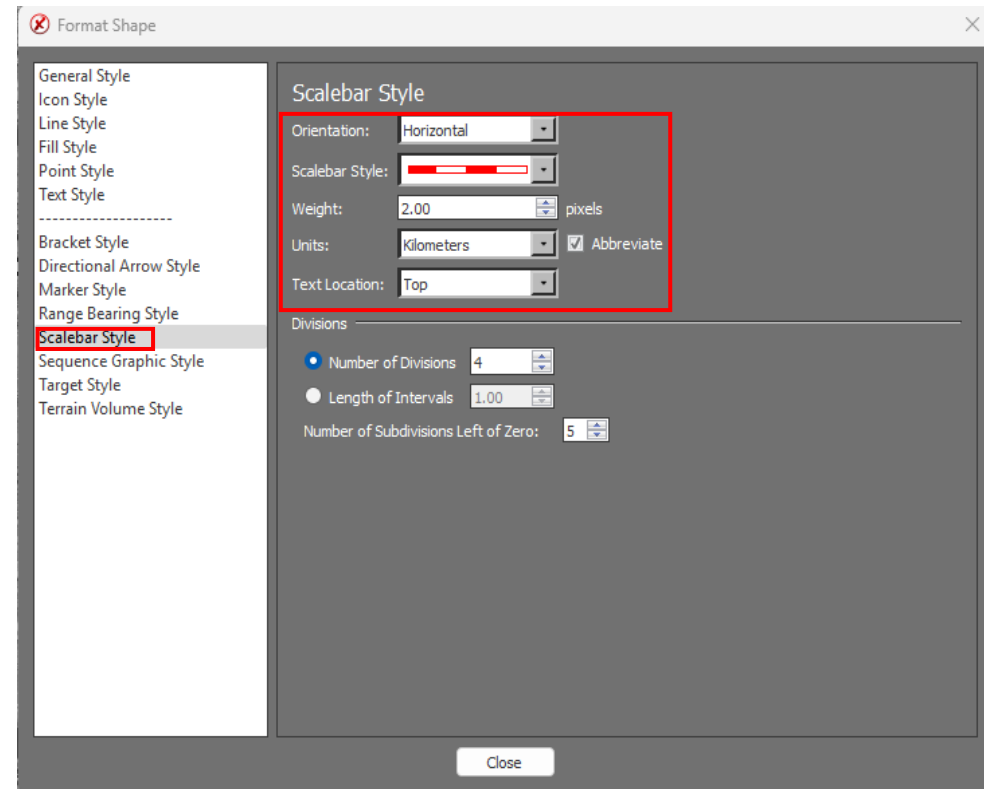 Format Shape
General Style
Icon Style
Line Style
Fill Style
Point Style
Text Style
--------------------
Bracket Style
Directional Arrow Style
Marker Style
Range Bearing Style
Scalebar Style
Sequence Graphic Style
Target Style
Terrain Volume Style
Scalebar Style
Orientation: Horizontal
Scalebar Style:
Weight: 2.00 pixels
Units: Kilometers Abbreviate
Text Location: Top
Divisions
Number of Divisions 4
Length of Intervals 1.00
Number of Subdivisions Left of Zero: 5
Close